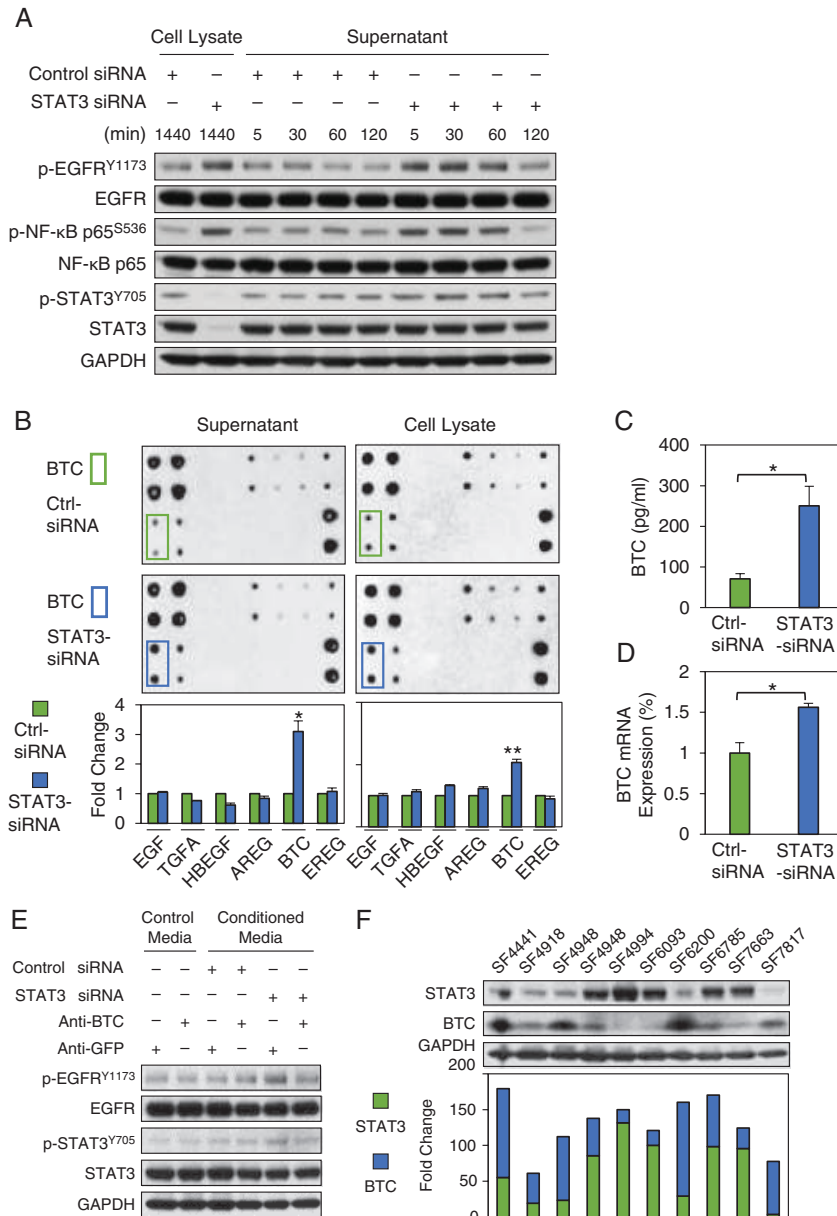 A
Cell Lysate Supernatant
Control siRNA + – + + + + – – – –
STAT3 siRNA – + – – – – + + + +
(min) 1440 1440 5 30 60 120 5 30 60 120
p-EGFRY1173
EGFR
p-NF-κB p65S536
NF-κB p65
p-STAT3Y705
STAT3
GAPDH
B
Supernatant Cell Lysate
BTC
Ctrl-
siRNA
BTC
STAT3-
siRNA
Ctrl-
siRNA
STAT3-
siRNA
Fold Change
4
3
2
1
0
* **
EGF TGFA HBEGF AREG BTC EREG EGF TGFA HBEGF AREG BTC EREG
C
BTC (pg/ml)
400
300
200
100
0
*
Ctrl-
siRNA
STAT3
-siRNA
D
BTC mRNA
Expression (%)
2
1.5
1
0.5
0
*
Ctrl-
siRNA
STAT3
-siRNA
E
Control
Media
Conditioned
Media
Control siRNA – – + + – –
STAT3 siRNA – – – – + +
Anti-BTC – + – + – +
Anti-GFP + – + – + –
p-EGFRY1173
EGFR
p-STAT3Y705
STAT3
GAPDH
F
SF4441 SF4918 SF4948 SF4948 SF4994 SF6093 SF6200 SF6785 SF7663 SF7817
STAT3
BTC
GAPDH
200
150
100
50
0
Fold Change
STAT3
BTC